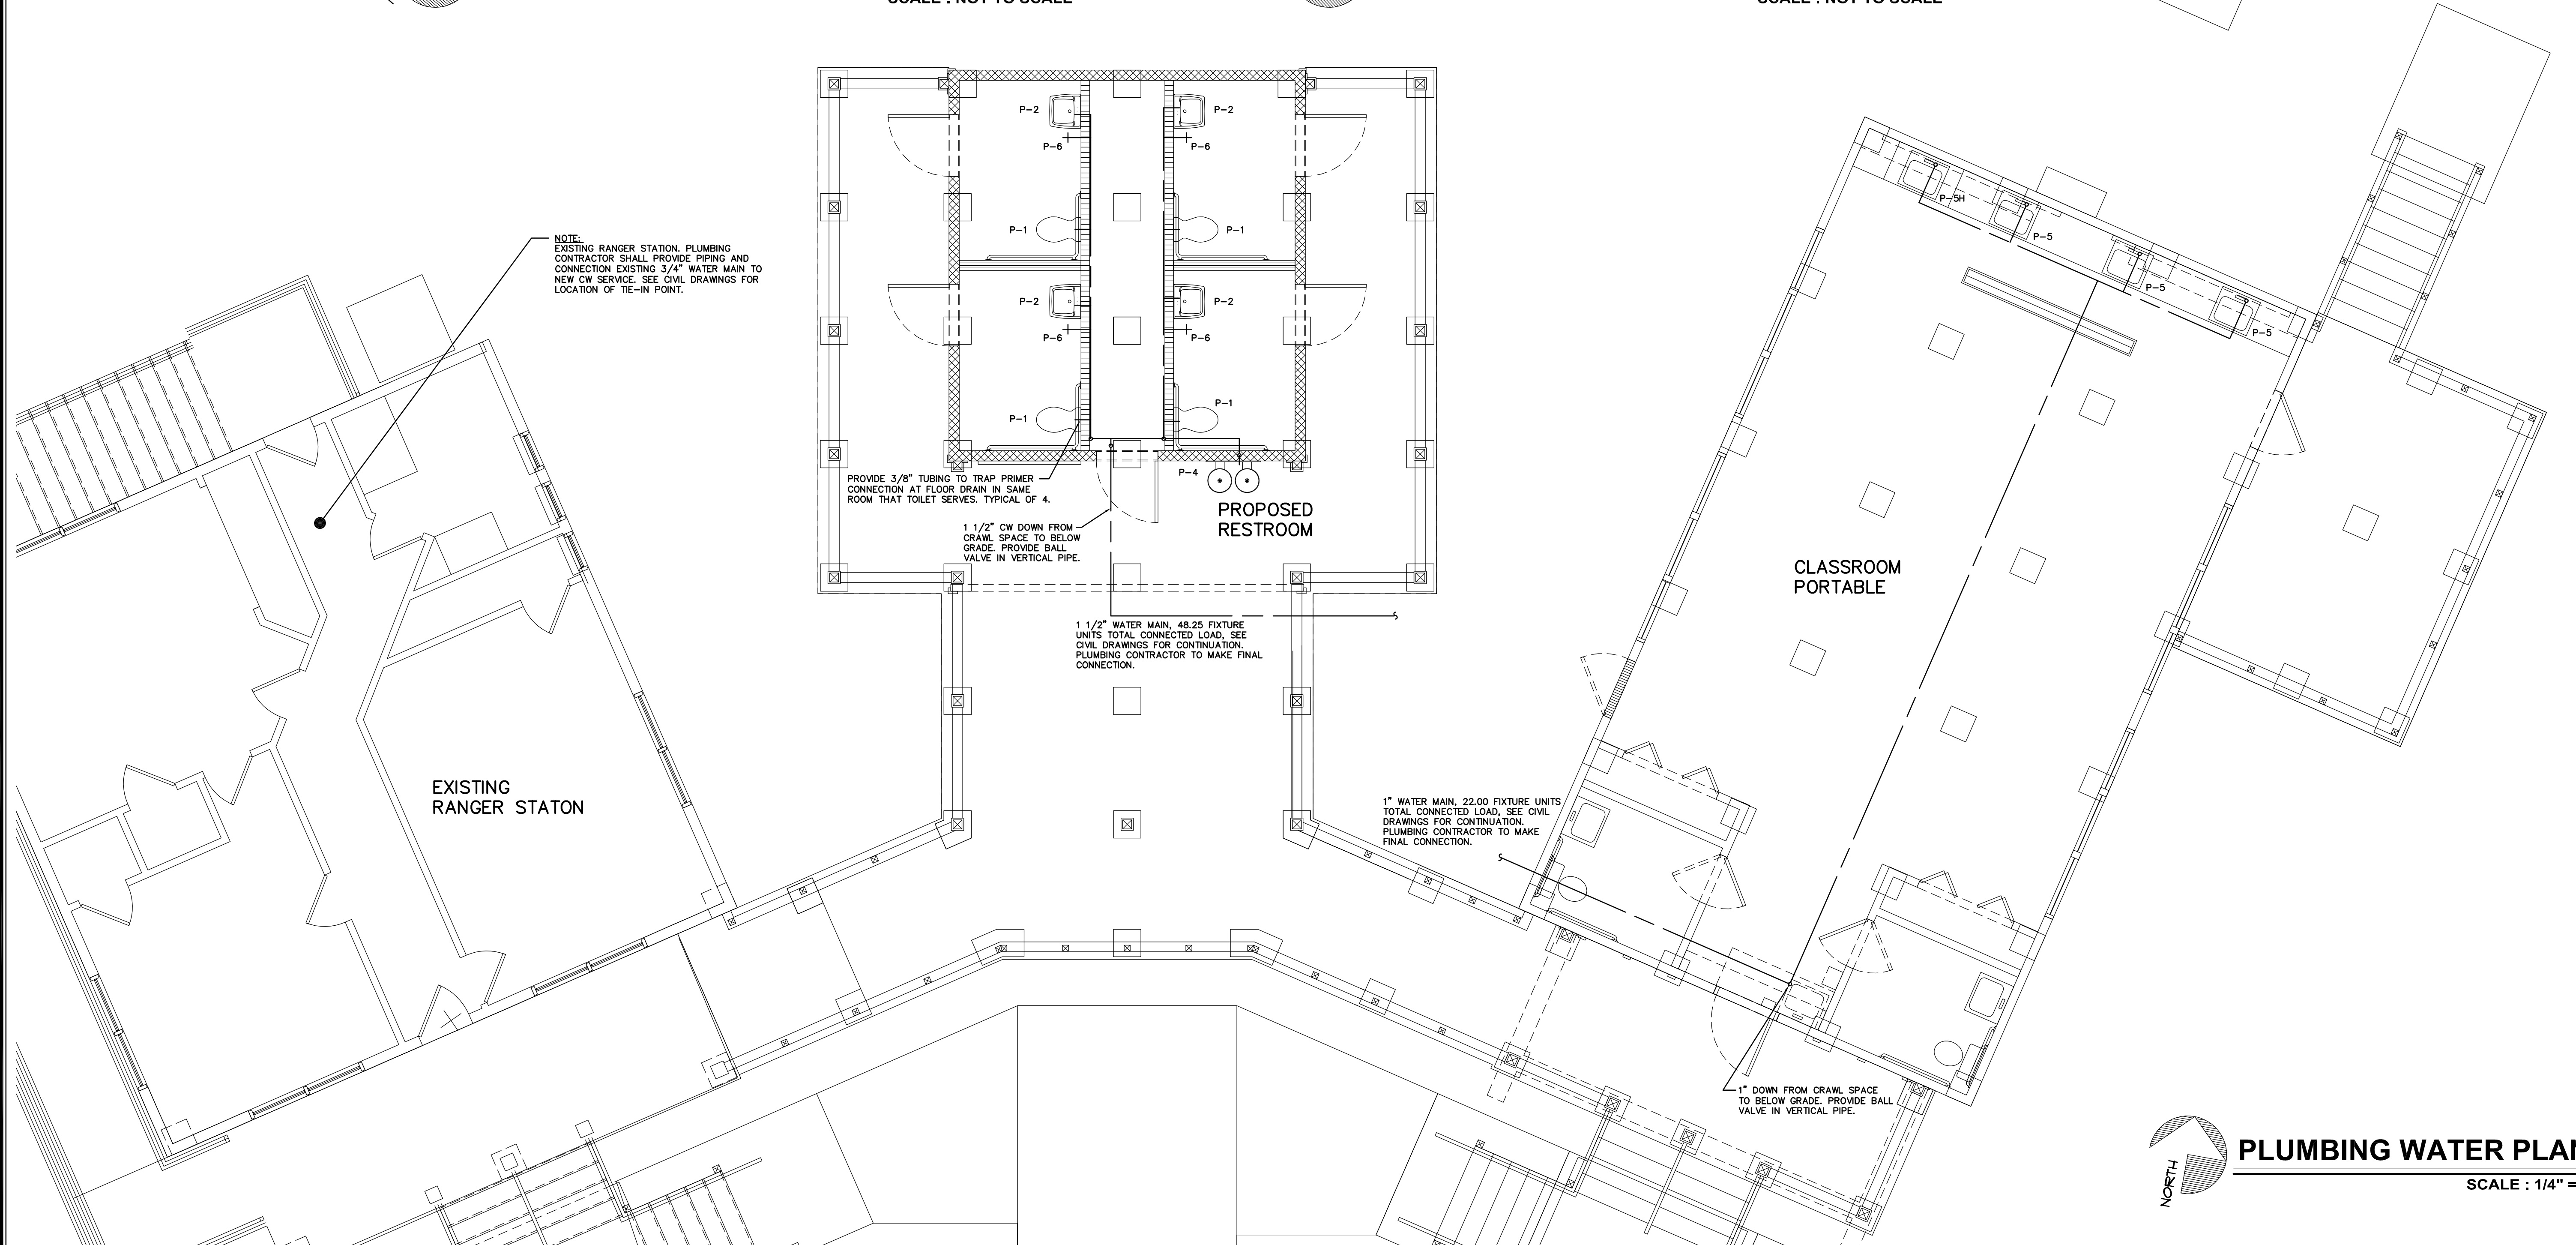 SCALE : NOT TO SCALE
SCALE : NOT TO SCALE
P-2
P-2
P-6
P-6
P-1
P-1
P-2
P-2
P-6
P-6
P-1
P-1
P-4
NOTE:
EXISTING RANGER STATION. PLUMBING
CONTRACTOR SHALL PROVIDE PIPING AND
CONNECTION EXISTING 3/4" WATER MAIN TO
NEW CW SERVICE. SEE CIVIL DRAWINGS FOR
LOCATION OF TIE-IN POINT.
P-5H
P-5
P-5
P-5
PROVIDE 3/8" TUBING TO TRAP PRIMER
CONNECTION AT FLOOR DRAIN IN SAME
ROOM THAT TOILET SERVES. TYPICAL OF 4.
PROPOSED
RESTROOM
1 1/2" CW DOWN FROM
CRAWL SPACE TO BELOW
GRADE. PROVIDE BALL
VALVE IN VERTICAL PIPE.
CLASSROOM
PORTABLE
1 1/2" WATER MAIN, 48.25 FIXTURE
UNITS TOTAL CONNECTED LOAD, SEE
CIVIL DRAWINGS FOR CONTINUATION.
PLUMBING CONTRACTOR TO MAKE FINAL
CONNECTION.
EXISTING
RANGER STATON
1" WATER MAIN, 22.00 FIXTURE UNITS
TOTAL CONNECTED LOAD, SEE CIVIL
DRAWINGS FOR CONTINUATION.
PLUMBING CONTRACTOR TO MAKE
FINAL CONNECTION.
1" DOWN FROM CRAWL SPACE
TO BELOW GRADE. PROVIDE BALL
VALVE IN VERTICAL PIPE.
NORTH
PLUMBING WATER PLAN
SCALE : 1/4" =